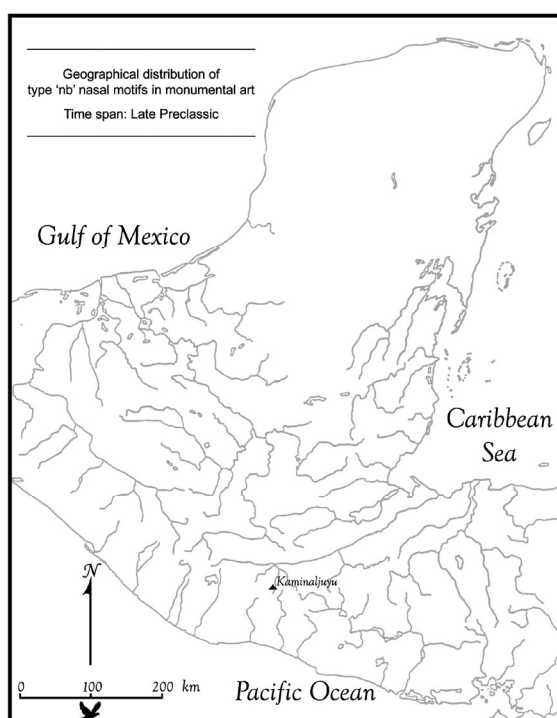 Geographical distribution of
type ‘nb’ nasal motifs in monumental art
Time span: Late Preclassic
Gulf of Mexico
Caribbean
Sea
Kaminaljuyu
N
0 100 200 km
Pacific Ocean